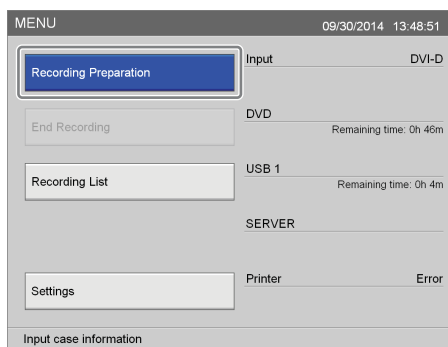 MENU 09/30/2014 13:48:51
Recording Preparation
Input DVI-D
End Recording
DVD
Remaining time: 0h 46m
Recording List
USB 1
Remaining time: 0h 4m
SERVER
Settings
Printer Error
Input case information